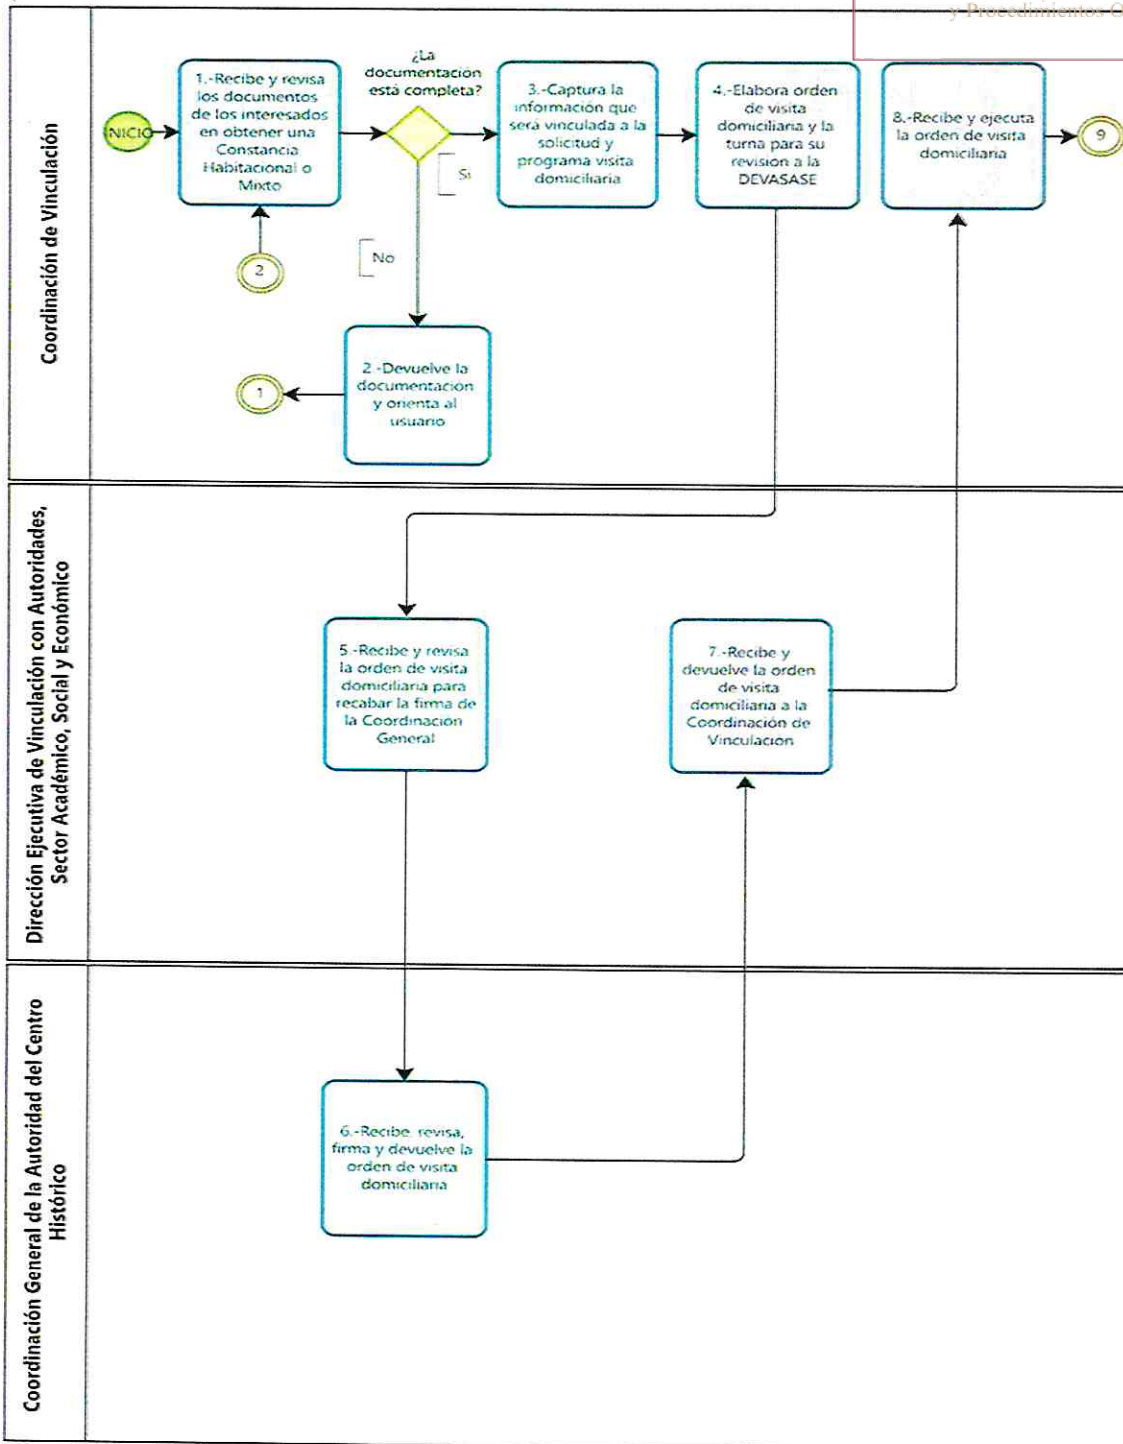 y Procedimientos O
Coordinación de Vinculación
INICIO
1.-Recibe y revisa
los documentos
de los interesados
en obtener una
Constancia
Habitacional o
Mixto
¿La
documentación
está completa?
Si
No
3.-Captura la
información que
será vinculada a la
solicitud y
programa visita
domiciliaria
4.-Elabora orden
de visita
domiciliaria y la
turna para su
revisión a la
DEVASASE
8.-Recibe y ejecuta
la orden de visita
domiciliaria
9
2
2.-Devuelve la
documentación
y orienta al
usuario
1
Dirección Ejecutiva de Vinculación con Autoridades,
Sector Académico, Social y Económico
5.-Recibe y revisa
la orden de visita
domiciliaria para
recabar la firma de
la Coordinación
General
7.-Recibe y
devuelve la orden
de visita
domiciliaria a la
Coordinación de
Vinculación
Coordinación General de la Autoridad del Centro
Histórico
6.-Recibe, revisa,
firma y devuelve la
orden de visita
domiciliaria